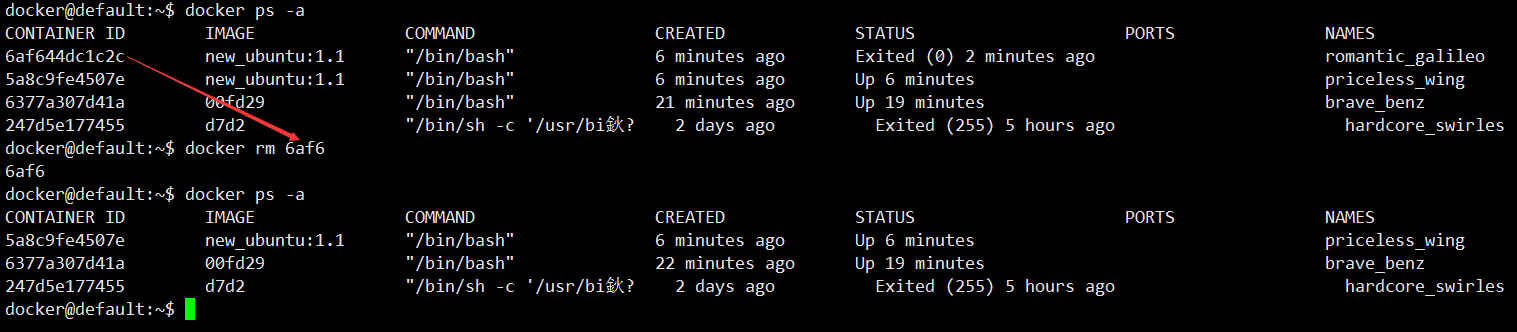 docker@default:~$ docker ps -a
CONTAINER ID IMAGE COMMAND CREATED STATUS PORTS NAMES
6af644dc1c2c new_ubuntu:1.1 "/bin/bash" 6 minutes ago Exited (0) 2 minutes ago romantic_galileo
5a8c9fe4507e new_ubuntu:1.1 "/bin/bash" 6 minutes ago Up 6 minutes priceless_wing
6377a307d41a 00fd29 "/bin/bash" 21 minutes ago Up 19 minutes brave_benz
247d5e177455 d7d2 "/bin/sh -c '/usr/bi鈥? 2 days ago Exited (255) 5 hours ago hardcore_swirles
docker@default:~$ docker rm 6af6
6af6
docker@default:~$ docker ps -a
CONTAINER ID IMAGE COMMAND CREATED STATUS PORTS NAMES
5a8c9fe4507e new_ubuntu:1.1 "/bin/bash" 6 minutes ago Up 6 minutes priceless_wing
6377a307d41a 00fd29 "/bin/bash" 22 minutes ago Up 19 minutes brave_benz
247d5e177455 d7d2 "/bin/sh -c '/usr/bi鈥? 2 days ago Exited (255) 5 hours ago hardcore_swirles
docker@default:~$